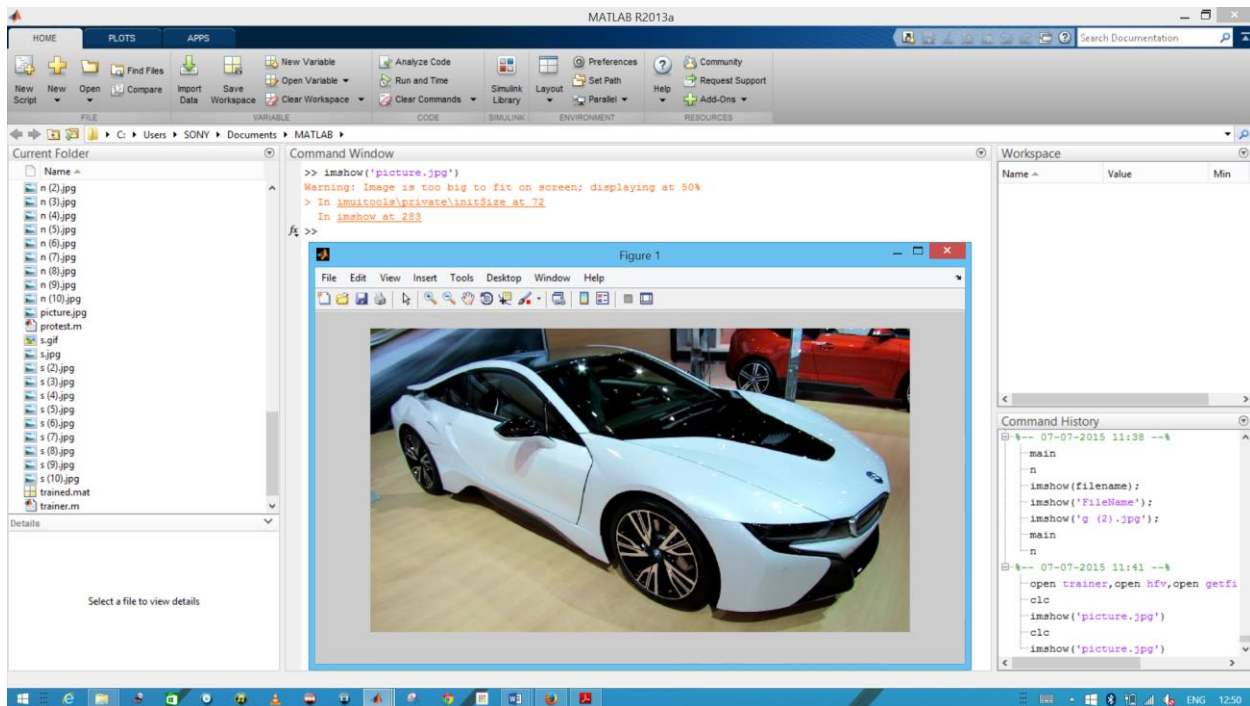 MATLAB R2013a
HOME PLOTS APPS
Search Documentation
New Script
New
Open
Find Files
Compare
Import Data
Save Workspace
New Variable
Open Variable
Clear Workspace
Analyze Code
Run and Time
Clear Commands
Simulink Library
Layout
Preferences
Set Path
Parallel
Help
Community
Request Support
Add-Ons
FILE VARIABLE CODE SIMULINK ENVIRONMENT RESOURCES
C: Users SONY Documents MATLAB
Current Folder
Name
n (2).jpg
n (3).jpg
n (4).jpg
n (5).jpg
n (6).jpg
n (7).jpg
n (8).jpg
n (9).jpg
n (10).jpg
picture.jpg
protest.m
s.gif
s.jpg
s (2).jpg
s (3).jpg
s (4).jpg
s (5).jpg
s (6).jpg
s (7).jpg
s (8).jpg
s (9).jpg
s (10).jpg
trained.mat
trainer.m
Details
Select a file to view details
Command Window
>> imshow('picture.jpg')
Warning: Image is too big to fit on screen; displaying at 50%
> In imuitools\private\initSize at 72
In imshow at 283
fx >>
Figure 1
File Edit View Insert Tools Desktop Window Help
Workspace
Name Value Min
Command History
%-- 07-07-2015 11:38 --%
main
n
imshow(filename);
imshow('FileName');
imshow('g (2).jpg');
main
n
%-- 07-07-2015 11:41 --%
open trainer,open hfv,open getfi
clc
imshow('picture.jpg')
clc
imshow('picture.jpg')
ENG 12:50